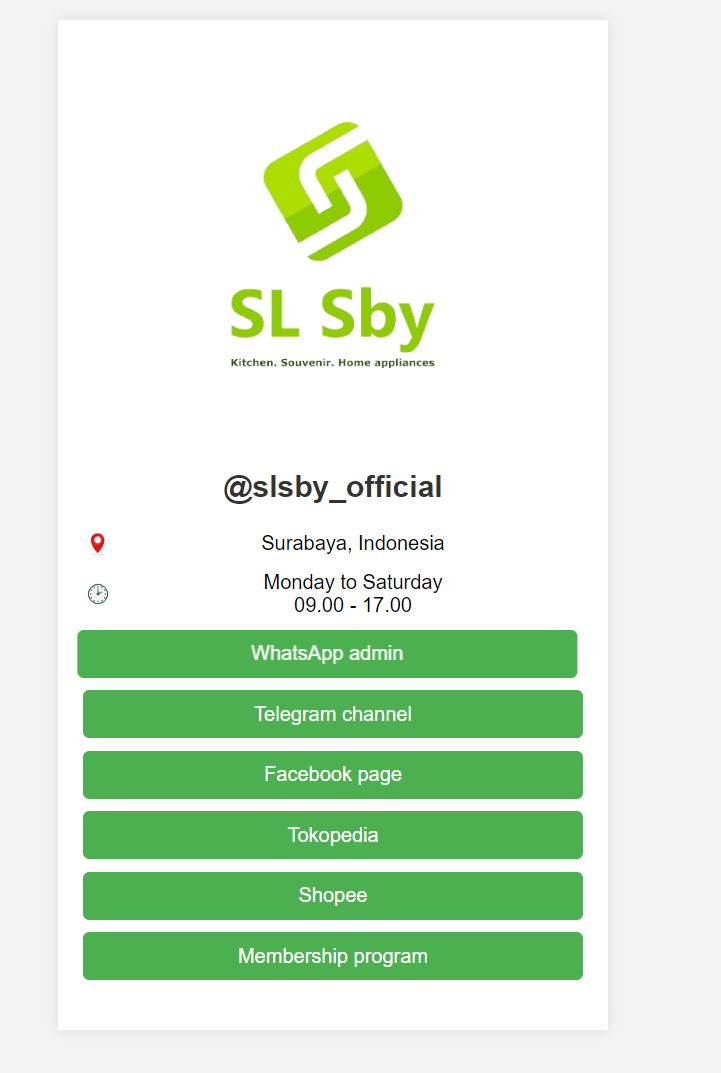 SL Sby
Kitchen. Souvenir. Home appliances
@slsby_official
Surabaya, Indonesia
Monday to Saturday
09.00 - 17.00
WhatsApp admin
Telegram channel
Facebook page
Tokopedia
Shopee
Membership program